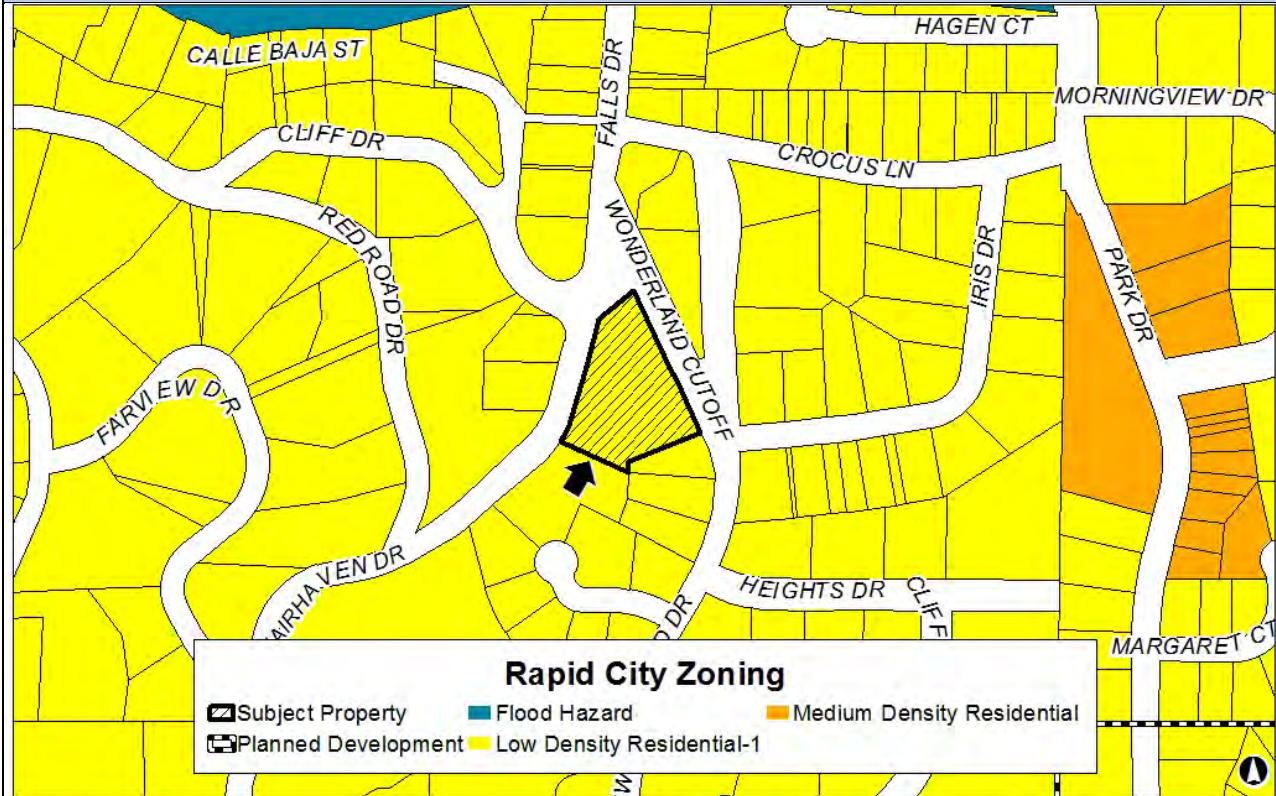 HAGEN CT
CALLE BAJA ST
FALLS DR
MORNINGVIEW DR
CLIFF DR
CROCUS LN
RED ROAD DR
WONDERLAND CUTOFF
IRIS DR
PARK DR
FARVIEW DR
AIRHAVEN DR
HEIGHTS DR
CLIFF
D DR
MARGARET CT
W
Rapid City Zoning
Subject Property
Flood Hazard
Medium Density Residential
Planned Development
Low Density Residential-1